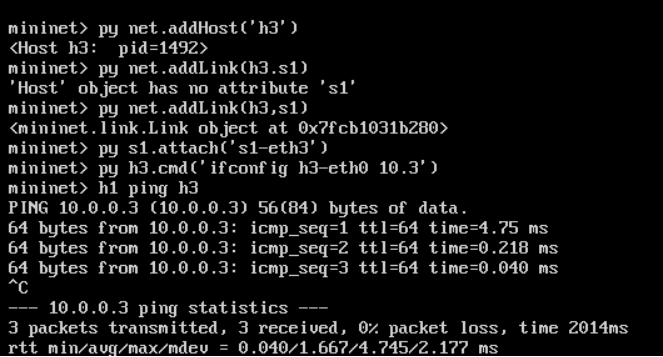 mininet> py net.addHost('h3')
<Host h3:  pid=1492>
mininet> py net.addLink(h3.s1)
'Host' object has no attribute 's1'
mininet> py net.addLink(h3,s1)
<mininet.link.Link object at 0x7fcb1031b280>
mininet> py s1.attach('s1-eth3')
mininet> py h3.cmd('ifconfig h3-eth0 10.3')
mininet> h1 ping h3
PING 10.0.0.3 (10.0.0.3) 56(84) bytes of data.
64 bytes from 10.0.0.3: icmp_seq=1 ttl=64 time=4.75 ms
64 bytes from 10.0.0.3: icmp_seq=2 ttl=64 time=0.218 ms
64 bytes from 10.0.0.3: icmp_seq=3 ttl=64 time=0.040 ms
^C
--- 10.0.0.3 ping statistics ---
3 packets transmitted, 3 received, 0% packet loss, time 2014ms
rtt min/avg/max/mdev = 0.040/1.667/4.745/2.177 ms